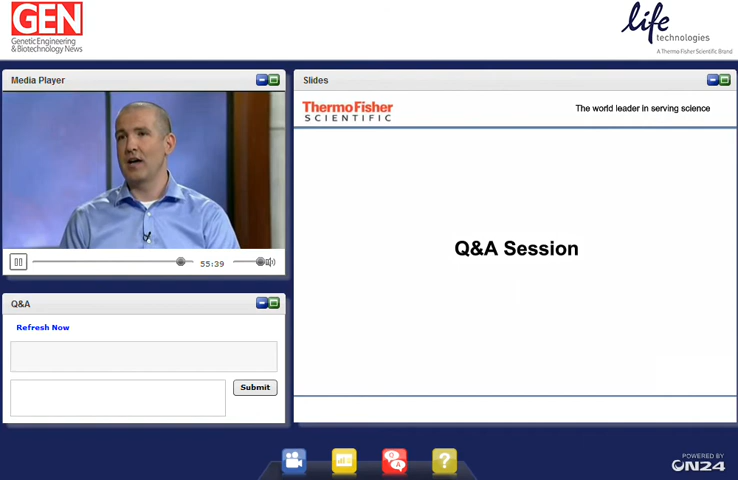 GEN
Genetic Engineering
& Biotechnology News
life
technologies
A Thermo Fisher Scientific Brand
Media Player
Slides
ThermoFisher
SCIENTIFIC
The world leader in serving science
Q&A Session
55:39
Q&A
Refresh Now
Submit
Q
A
?
POWERED BY
ON24